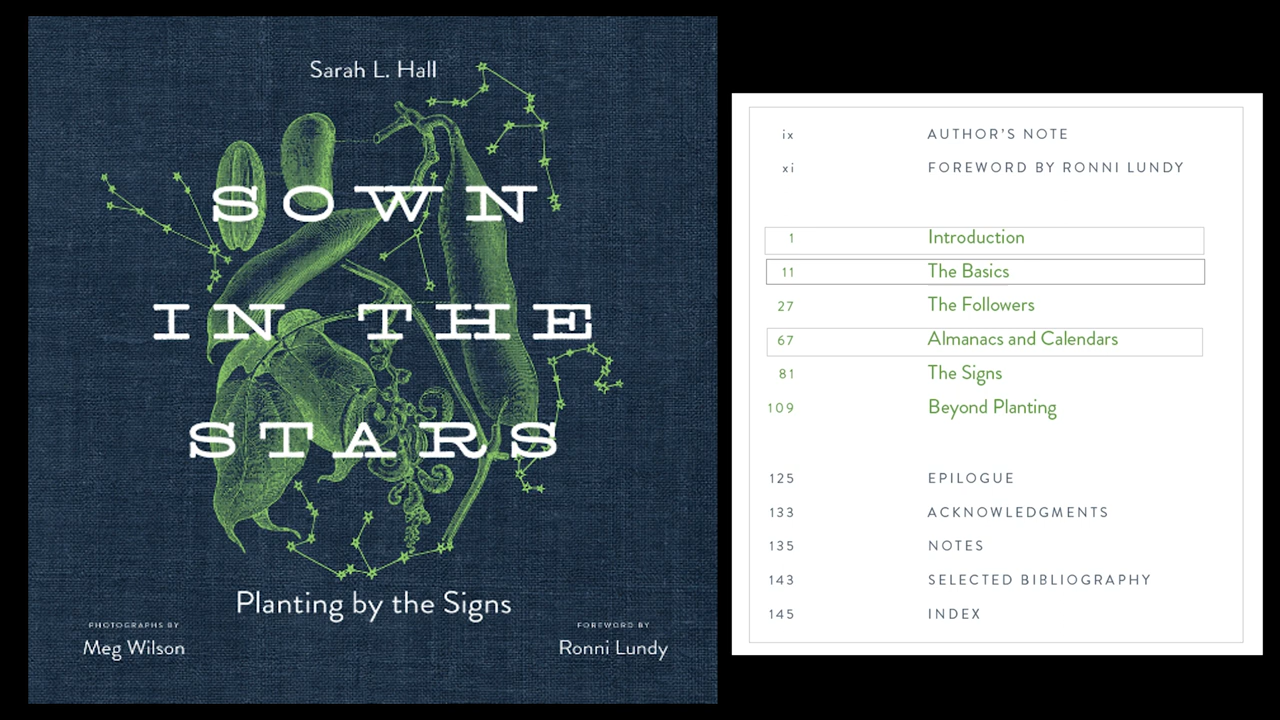 Sarah L. Hall
SOWN
IN THE
STARS
Planting by the Signs
PHOTOGRAPHS BY
Meg Wilson
FOREWORD BY
Ronni Lundy
ix AUTHOR'S NOTE
xi FOREWORD BY RONNI LUNDY
1 Introduction
11 The Basics
27 The Followers
67 Almanacs and Calendars
81 The Signs
109 Beyond Planting
125 EPILOGUE
133 ACKNOWLEDGMENTS
135 NOTES
143 SELECTED BIBLIOGRAPHY
145 INDEX